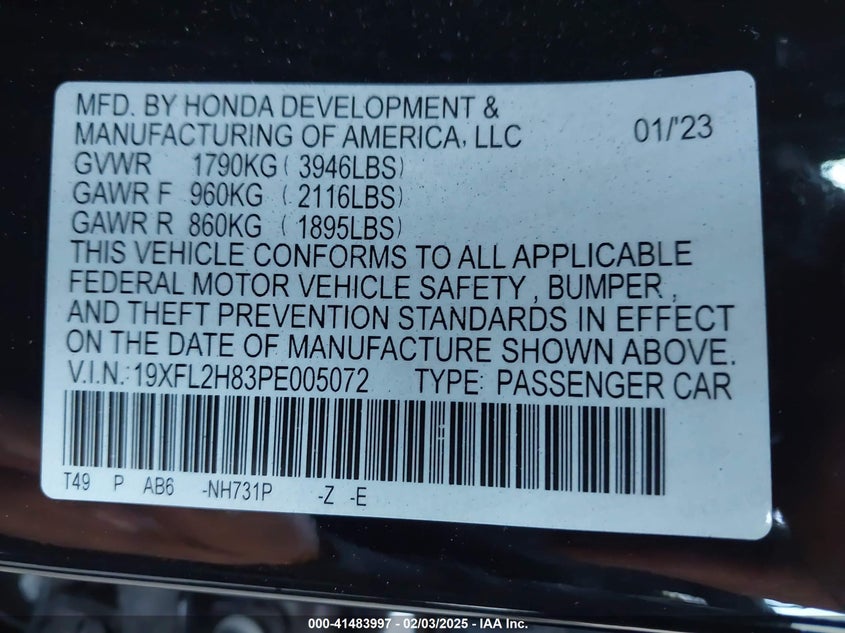 MFD. BY HONDA DEVELOPMENT &
MANUFACTURING OF AMERICA, LLC 01/'23
GVWR 1790KG ( 3946LBS)
GAWR F 960KG ( 2116LBS)
GAWR R 860KG ( 1895LBS)
THIS VEHICLE CONFORMS TO ALL APPLICABLE
FEDERAL MOTOR VEHICLE SAFETY , BUMPER ,
AND THEFT PREVENTION STANDARDS IN EFFECT
ON THE DATE OF MANUFACTURE SHOWN ABOVE.
V.I.N.:19XFL2H83PE005072 TYPE: PASSENGER CAR
T49 P AB6 -NH731P -Z -E
000-41483997 - 02/03/2025 - IAA Inc.